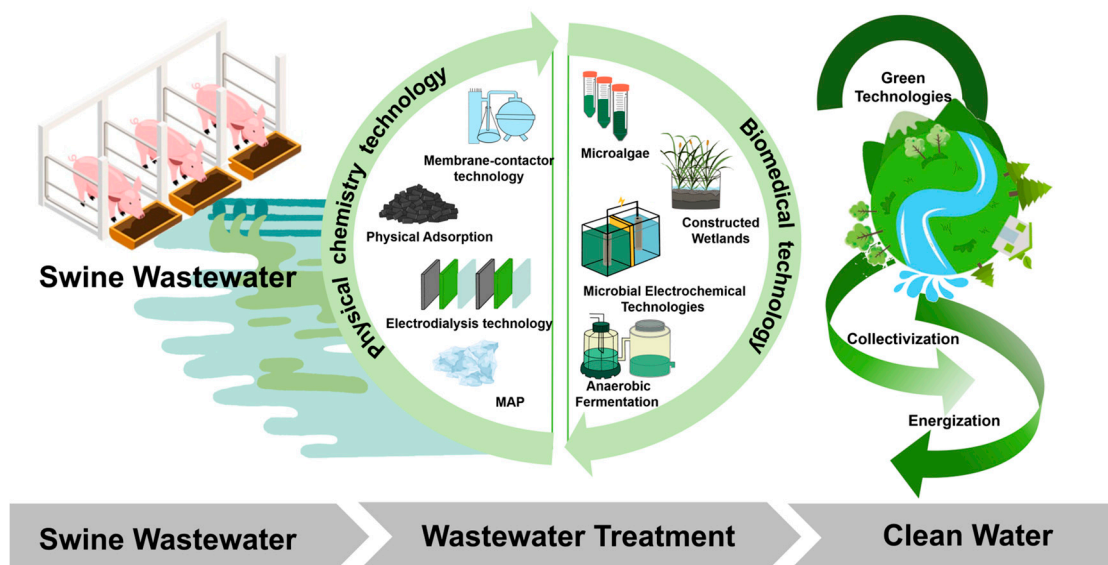 Swine Wastewater
Physical chemistry technology
Membrane-contactor
technology
Physical Adsorption
Electrodialysis technology
MAP
Biomedical technology
Microalgae
Constructed
Wetlands
Microbial Electrochemical
Technologies
Anaerobic
Fermentation
Green
Technologies
Collectivization
Energization
Swine Wastewater
Wastewater Treatment
Clean Water